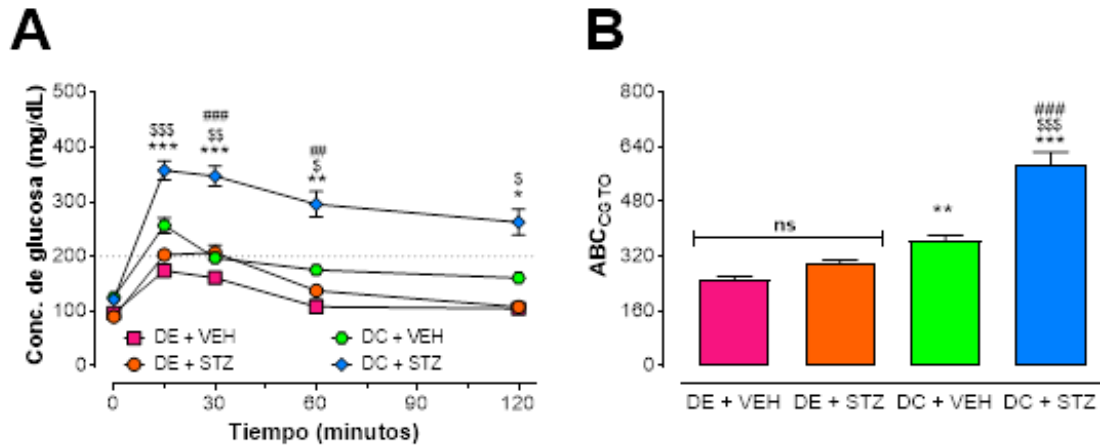 A
Conc. de glucosa (mg/dL)
500
400
300
200
100
0
$$$
***
###
$$
***
##
$
**
$
*
DE + VEH
DC + VEH
DE + STZ
DC + STZ
0 30 60 90 120
Tiempo (minutos)
B
ABC CG TO
800
640
480
320
160
0
ns
**
###
$$$
***
DE + VEH DE + STZ DC + VEH DC + STZ